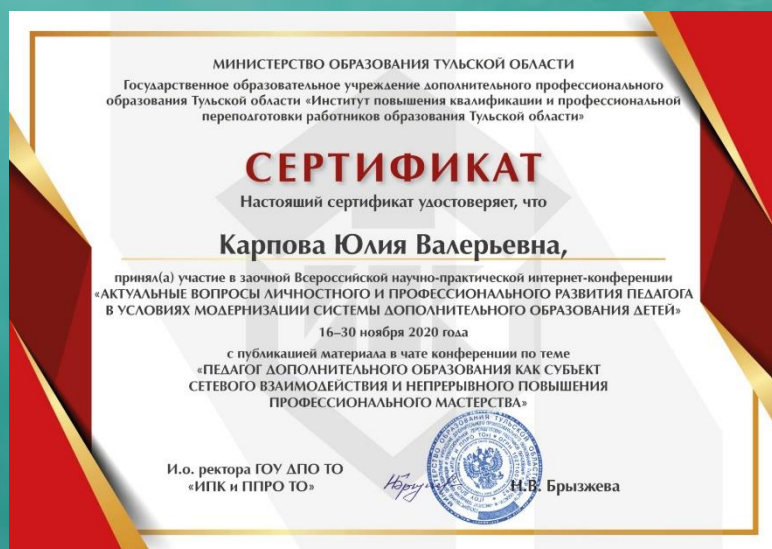 МИНИСТЕРСТВО ОБРАЗОВАНИЯ ТУЛЬСКОЙ ОБЛАСТИ
Государственное образовательное учреждение дополнительного профессионального
образования Тульской области «Институт повышения квалификации и профессиональной
переподготовки работников образования Тульской области»
СЕРТИФИКАТ
Настоящий сертификат удостоверяет, что
Карпова Юлия Валерьевна,
принял(а) участие в заочной Всероссийской научно-практической интернет-конференции
«АКТУАЛЬНЫЕ ВОПРОСЫ ЛИЧНОСТНОГО И ПРОФЕССИОНАЛЬНОГО РАЗВИТИЯ ПЕДАГОГА
В УСЛОВИЯХ МОДЕРНИЗАЦИИ СИСТЕМЫ ДОПОЛНИТЕЛЬНОГО ОБРАЗОВАНИЯ ДЕТЕЙ»
16–30 ноября 2020 года
с публикацией материала в чате конференции по теме
«ПЕДАГОГ ДОПОЛНИТЕЛЬНОГО ОБРАЗОВАНИЯ КАК СУБЪЕКТ
СЕТЕВОГО ВЗАИМОДЕЙСТВИЯ И НЕПРЕРЫВНОГО ПОВЫШЕНИЯ
ПРОФЕССИОНАЛЬНОГО МАСТЕРСТВА»
И.о. ректора ГОУ ДПО ТО
«ИПК и ППРО ТО»
Н.В. Брызжева